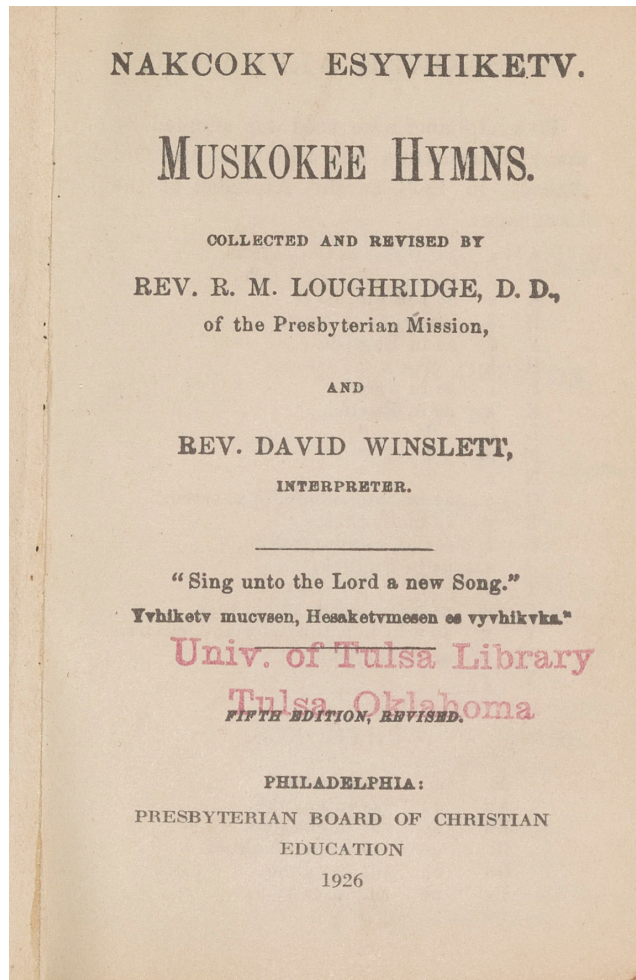 NAKCOKV ESYVHIKETV.
MUSKOKEE HYMNS.
COLLECTED AND REVISED BY
REV. R. M. LOUGHRIDGE, D. D.,
of the Presbyterian Mission,
AND
REV. DAVID WINSLETT,
INTERPRETER.
“Sing unto the Lord a new Song.”
Yvhiketv mucvsen, Hesaketvmesen es vyvhikvks."
Univ. of Tulsa Library
Tulsa, Oklahoma
FIFTH EDITION, REVISED.
PHILADELPHIA:
PRESBYTERIAN BOARD OF CHRISTIAN
EDUCATION
1926